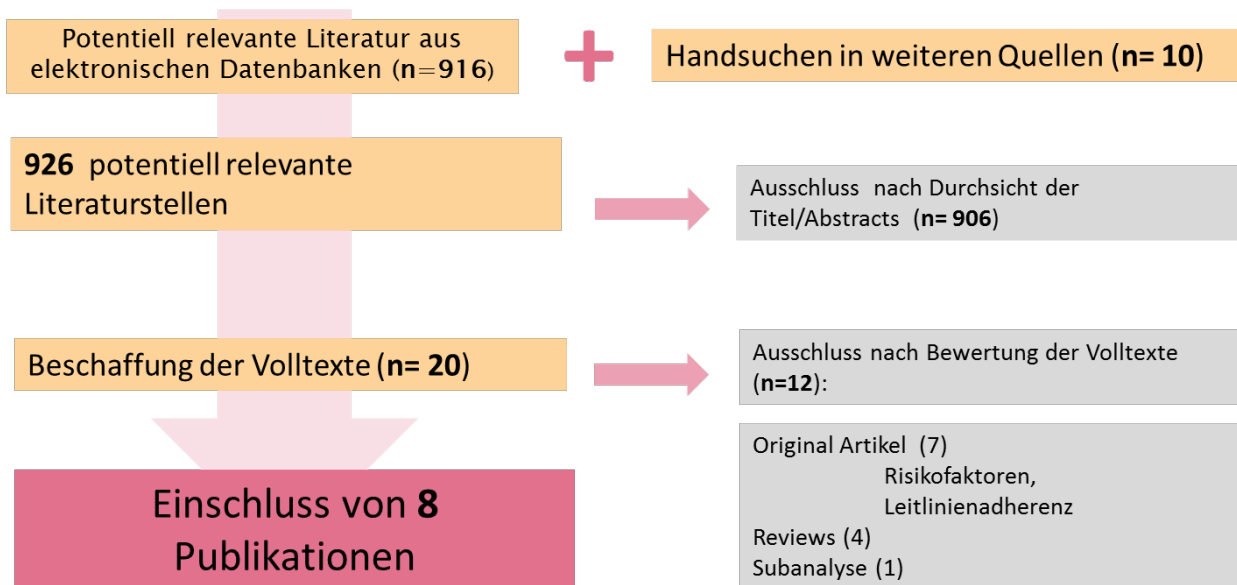 Potentiell relevante Literatur aus
elektronischen Datenbanken (n=916)
+
Handsuchen in weiteren Quellen (n= 10)
926 potentiell relevante
Literaturstellen
Ausschluss nach Durchsicht der
Titel/Abstracts (n= 906)
Beschaffung der Volltexte (n= 20)
Ausschluss nach Bewertung der Volltexte
(n=12):
Original Artikel (7)
Risikofaktoren,
Leitlinienadherenz
Reviews (4)
Subanalyse (1)
Einschluss von 8
Publikationen